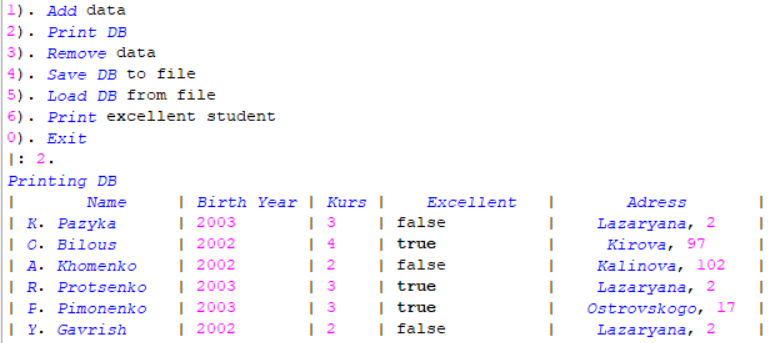 1). Add data
2). Print DB
3). Remove data
4). Save DB to file
5). Load DB from file
6). Print excellent student
0). Exit
|: 2.
Printing DB
| Name | Birth Year | Kurs | Excellent | Adress |
| K. Pazyka | 2003 | 3 | false | Lazaryana, 2 |
| O. Bilous | 2002 | 4 | true | Kirova, 97 |
| A. Khomenko | 2002 | 2 | false | Kalinova, 102 |
| R. Protsenko | 2003 | 3 | true | Lazaryana, 2 |
| P. Pimonenko | 2003 | 3 | true | Ostrovskogo, 17 |
| Y. Gavrish | 2002 | 2 | false | Lazaryana, 2 |